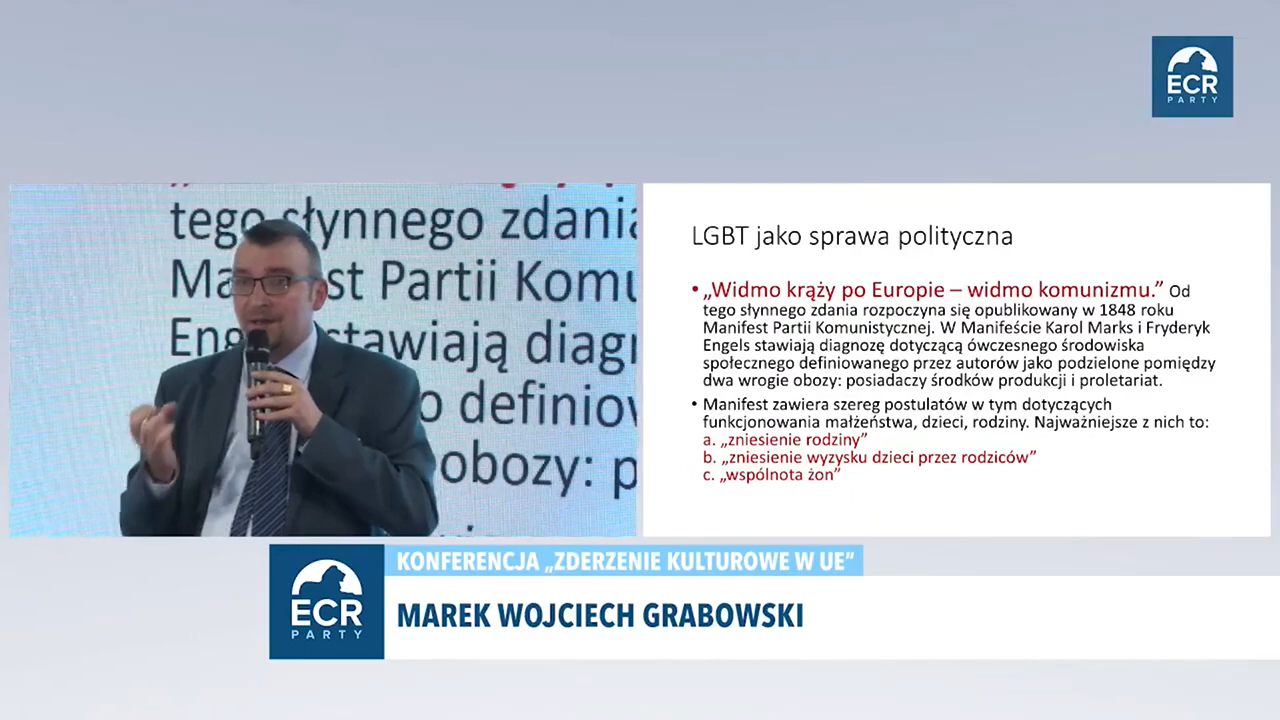 ECR
PARTY
tego słynnego zdania
Manifest Partii Komu
Engels stawiają diagn
o definiow
obozy: p
LGBT jako sprawa polityczna
• „Widmo krąży po Europie – widmo komunizmu.” Od
tego słynnego zdania rozpoczyna się opublikowany w 1848 roku
Manifest Partii Komunistycznej. W Manifeście Karol Marks i Fryderyk
Engels stawiają diagnozę dotyczącą ówczesnego środowiska
społecznego definiowanego przez autorów jako podzielone pomiędzy
dwa wrogie obozy: posiadaczy środków produkcji i proletariat.
• Manifest zawiera szereg postulatów w tym dotyczących
funkcjonowania małżeństwa, dzieci, rodziny. Najważniejsze z nich to:
a. „zniesienie rodziny”
b. „zniesienie wyzysku dzieci przez rodziców”
c. „wspólnota żon”
ECR
PARTY
KONFERENCJA „ZDERZENIE KULTUROWE W UE”
MAREK WOJCIECH GRABOWSKI